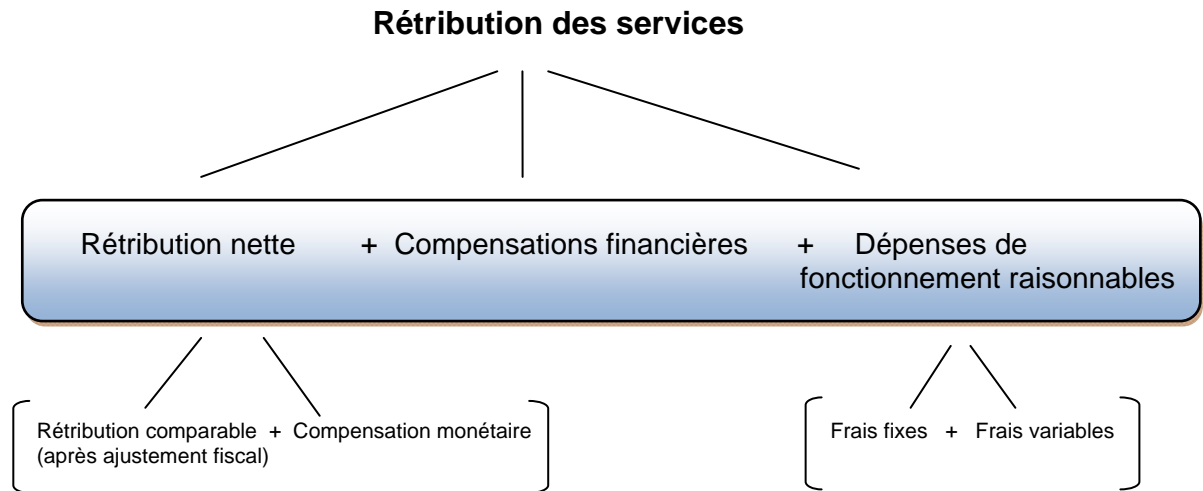 Rétribution des services
Rétribution nette + Compensations financières + Dépenses de
fonctionnement raisonnables
Rétribution comparable + Compensation monétaire
(après ajustement fiscal)
Frais fixes + Frais variables